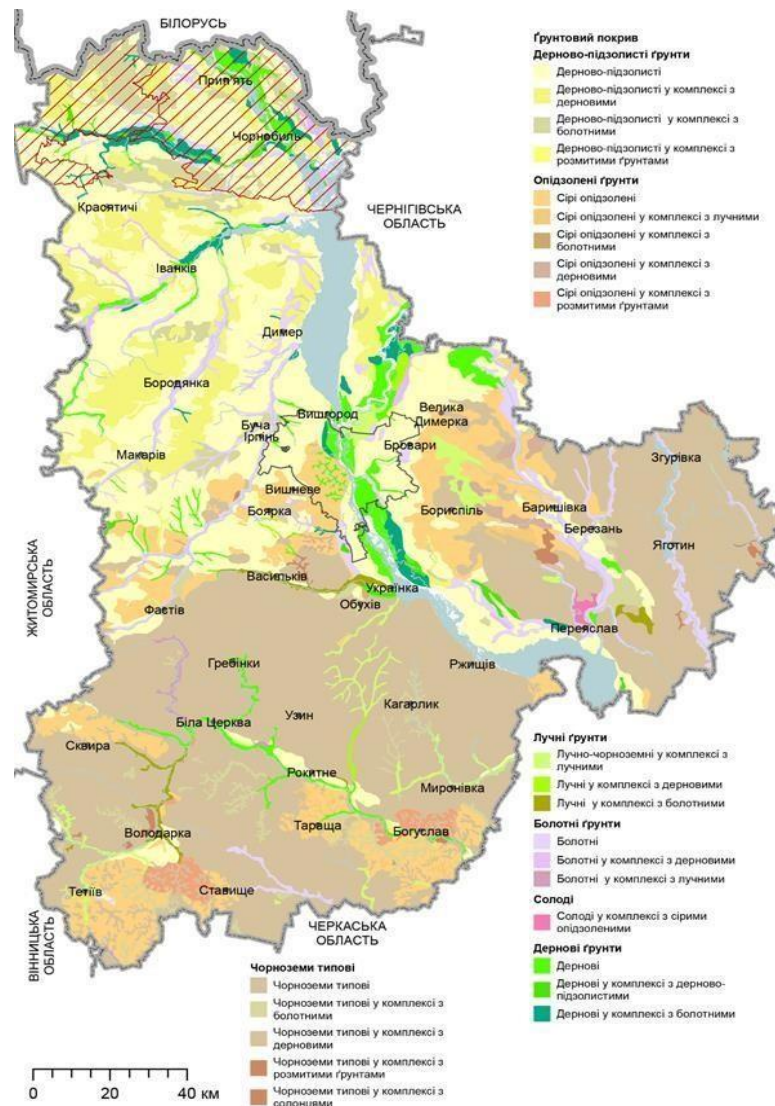 БІЛОРУСЬ
Ґрунтовий покрив
Дерново-підзолисті ґрунти
Дерново-підзолисті
Дерново-підзолисті у комплексі з
дерновими
Дерново-підзолисті у комплексі з
болотними
Дерново-підзолисті у комплексі з
розмитими ґрунтами
Опідзолені ґрунти
Сірі опідзолені
Сірі опідзолені у комплексі з лучними
Сірі опідзолені у комплексі з
болотними
Сірі опідзолені у комплексі з
дерновими
Сірі опідзолені у комплексі з
розмитими ґрунтами
Прип'ять
Чорнобиль
Красятичі
ЧЕРНІГІВСЬКА
ОБЛАСТЬ
Іванків
Димер
Бородянка
Вишгород
Велика
Димерка
Буча
Ірпінь
Бровари
Макарів
Згурівка
Вишневе
Боярка
Бориспіль
Баришівка
Березань
Яготин
ЖИТОМИРСЬКА
ОБЛАСТЬ
Васильків
Українка
Обухів
Фастів
Переяслав
Гребінки
Ржищів
Кагарлик
Біла Церква
Узин
Сквира
Рокитне
Миронівка
Володарка
Тараща
Богуслав
Тетіїв
Ставище
ВІННИЦЬКА
ОБЛАСТЬ
ЧЕРКАСЬКА
ОБЛАСТЬ
Лучні ґрунти
Лучно-чорноземні у комплексі з
лучними
Лучні у комплексі з дерновими
Лучні у комплексі з болотними
Болотні ґрунти
Болотні
Болотні у комплексі з дерновими
Болотні у комплексі з лучними
Солоді
Солоді у комплексі з сірими
опідзоленими
Дернові ґрунти
Дернові
Дернові у комплексі з дерново-
підзолистими
Дернові у комплексі з болотними
Чорноземи типові
Чорноземи типові
Чорноземи типові у комплексі з
болотними
Чорноземи типові у комплексі з
дерновими
Чорноземи типові у комплексі з
розмитими ґрунтами
Чорноземи типові у комплексі з
солонцями
0 20 40 км